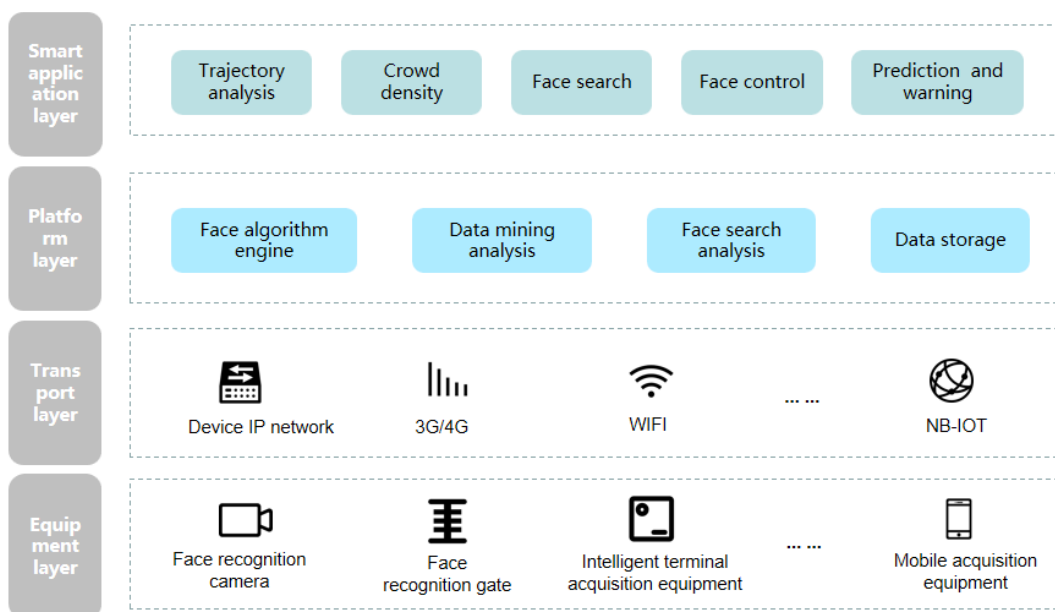 Smart
applic
ation
layer
Trajectory
analysis
Crowd
density
Face search
Face control
Prediction and
warning
Platfo
rm
layer
Face algorithm
engine
Data mining
analysis
Face search
analysis
Data storage
Trans
port
layer
Device IP network
3G/4G
WIFI
... ...
NB-IOT
Equip
ment
layer
Face recognition
camera
Face
recognition gate
Intelligent terminal
acquisition equipment
... ...
Mobile acquisition
equipment